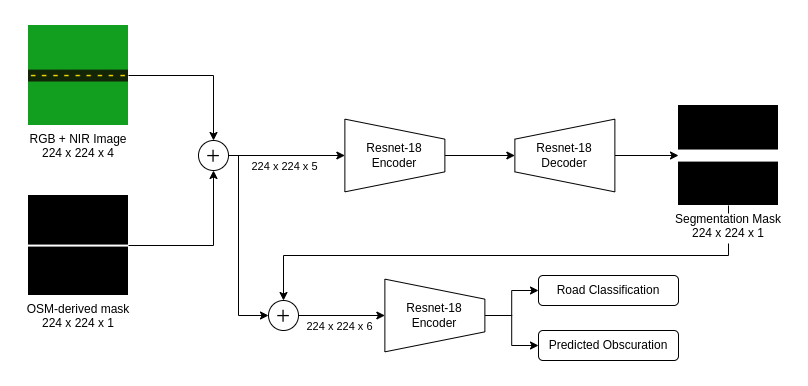 RGB + NIR Image
224 x 224 x 4
+
224 x 224 x 5
Resnet-18
Encoder
Resnet-18
Decoder
Segmentation Mask
224 x 224 x 1
OSM-derived mask
224 x 224 x 1
+
224 x 224 x 6
Resnet-18
Encoder
Road Classification
Predicted Obscuration